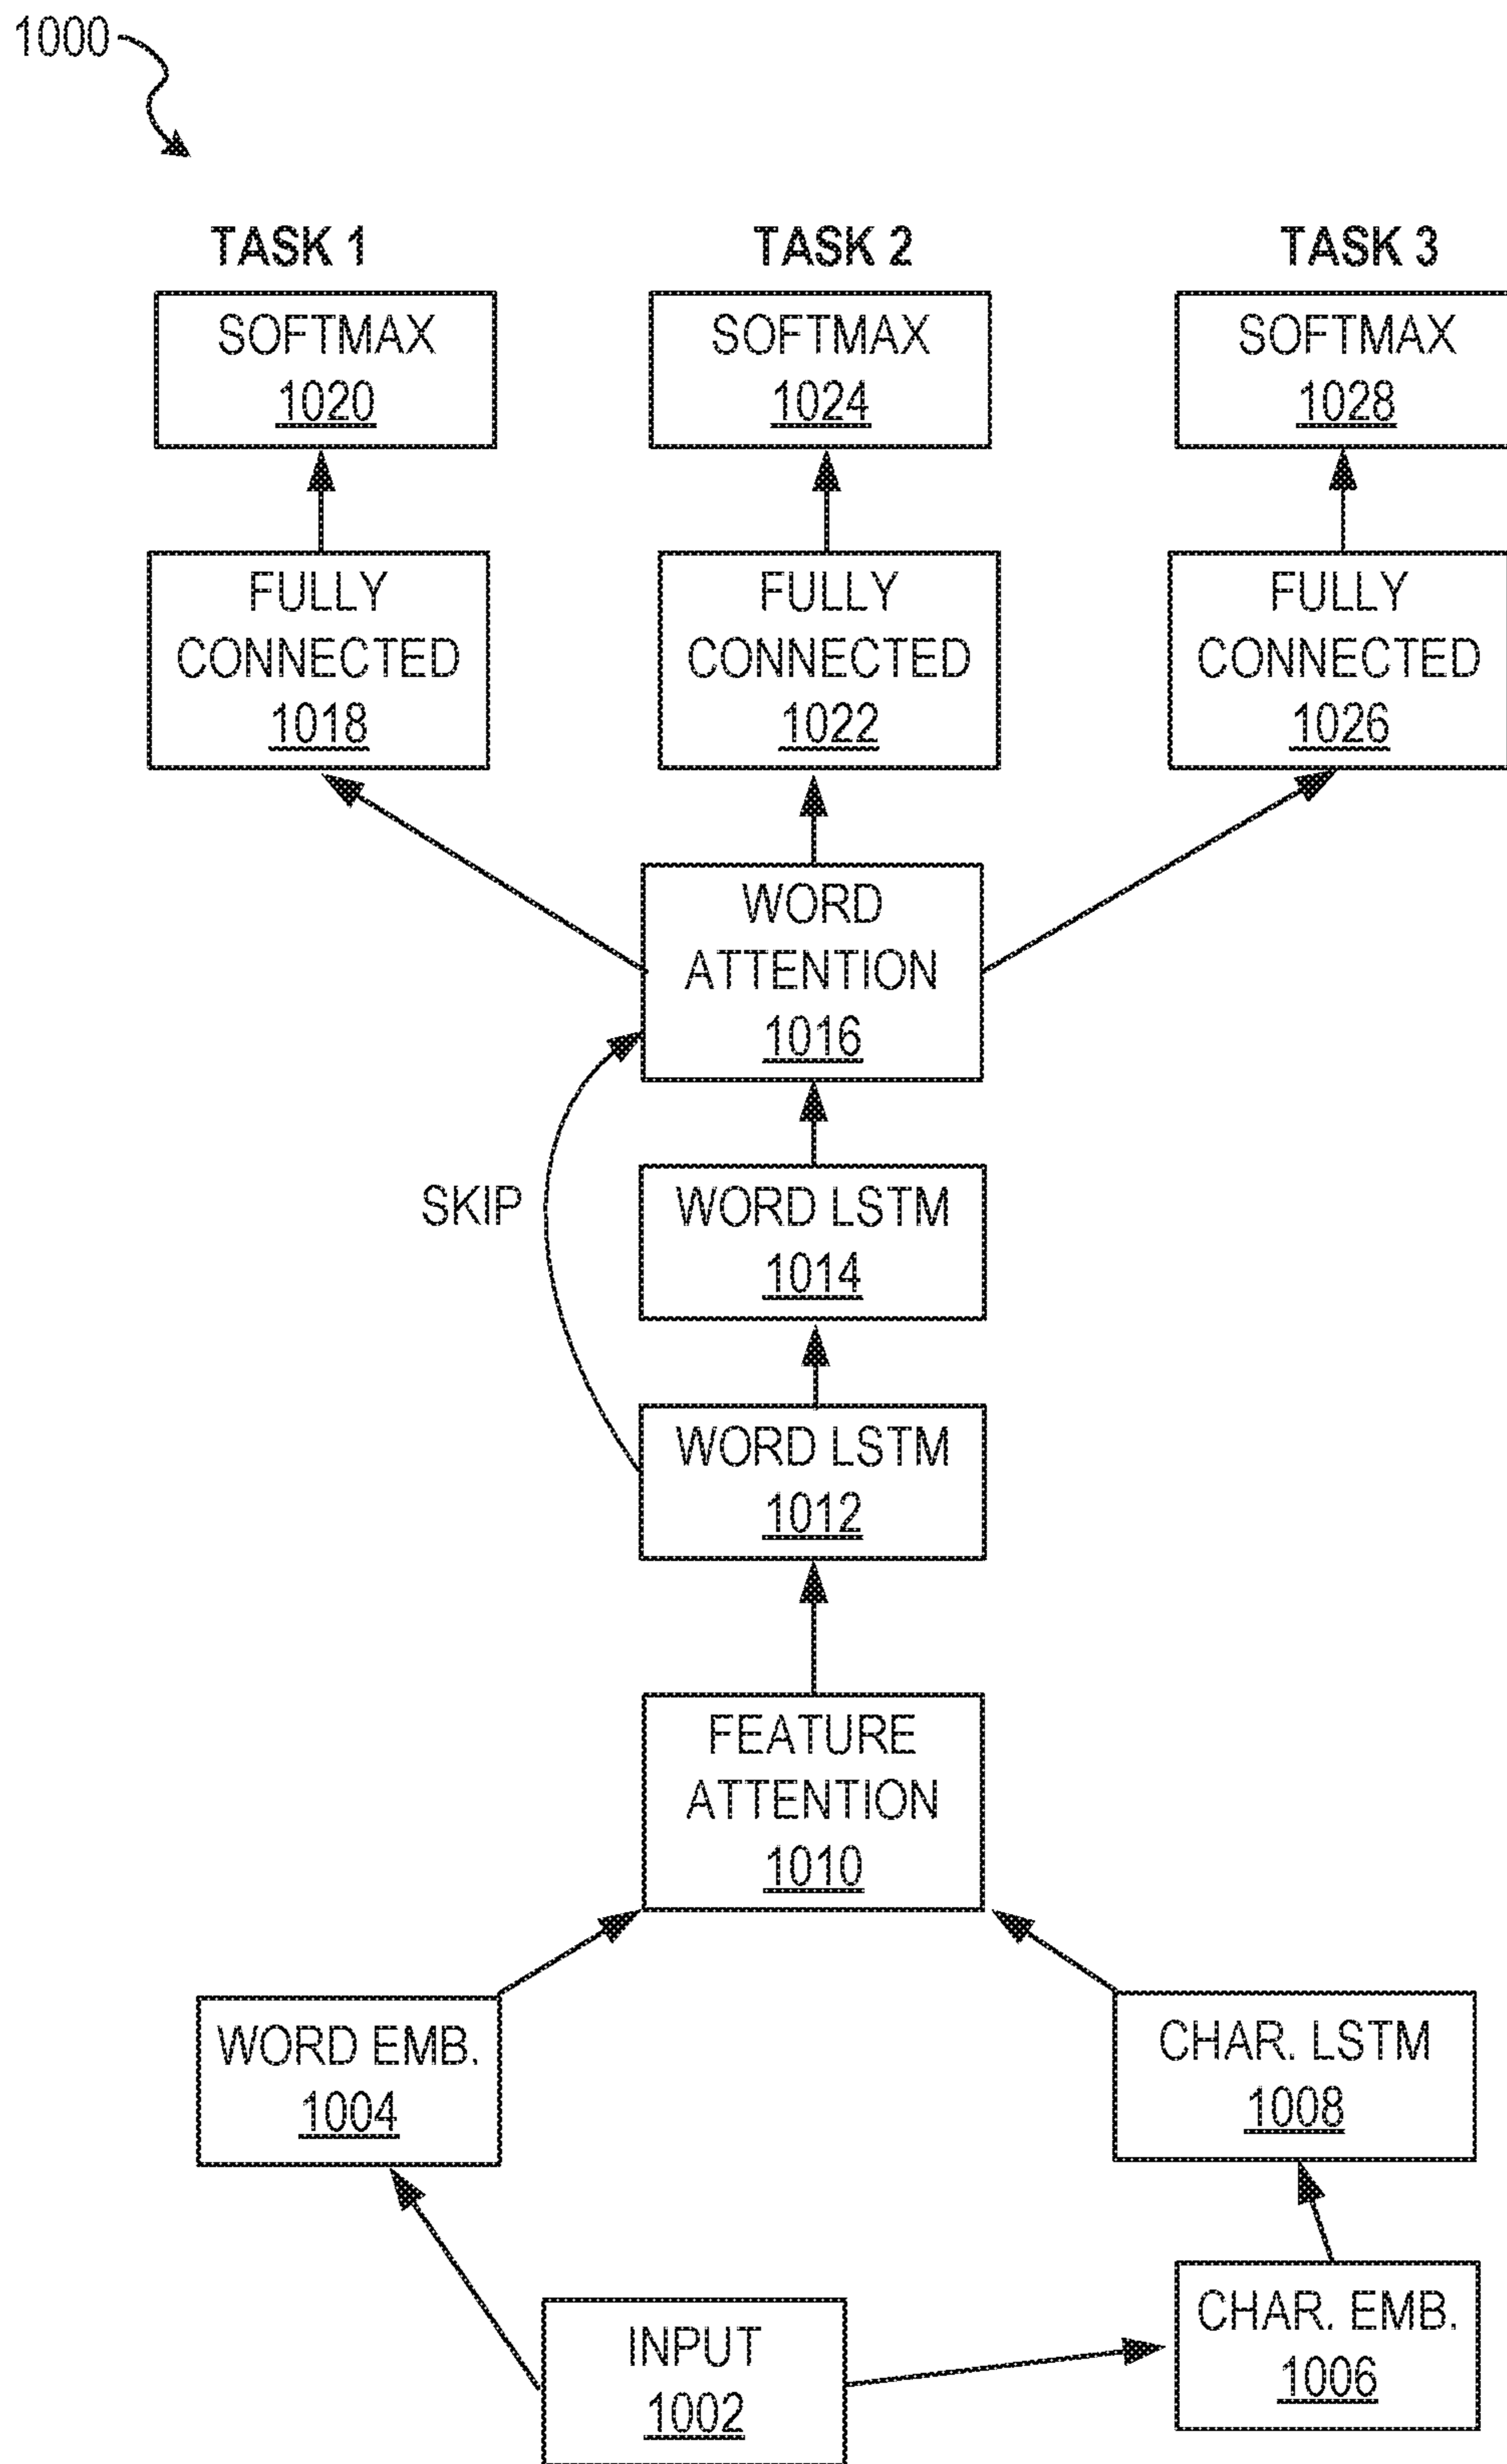 1000
TASK 1
TASK 2
TASK 3
SOFTMAX
1020
SOFTMAX
1024
SOFTMAX
1028
FULLY
CONNECTED
1018
FULLY
CONNECTED
1022
FULLY
CONNECTED
1026
WORD
ATTENTION
1016
SKIP
WORD LSTM
1014
WORD LSTM
1012
FEATURE
ATTENTION
1010
WORD EMB.
1004
CHAR. LSTM
1008
INPUT
1002
CHAR. EMB.
1006